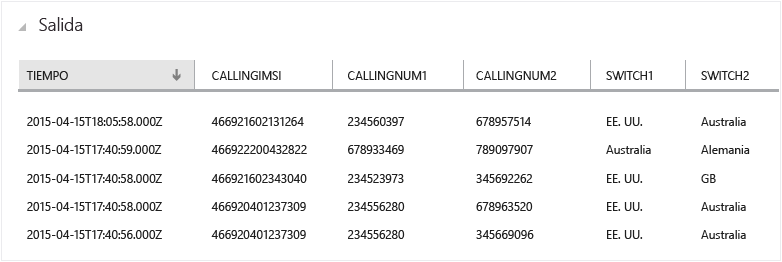 Salida
TIEMPO CALLINGIMSI CALLINGNUM1 CALLINGNUM2 SWITCH1 SWITCH2
2015-04-15T18:05:58.000Z 466921602131264 234560397 678957514 EE. UU. Australia
2015-04-15T17:40:59.000Z 466922200432822 678933469 789097907 Australia Alemania
2015-04-15T17:40:58.000Z 466921602343040 234523973 345692262 EE. UU. GB
2015-04-15T17:40:58.000Z 466920401237309 234556280 678963520 EE. UU. Australia
2015-04-15T17:40:56.000Z 466920401237309 234556280 345669096 EE. UU. Australia